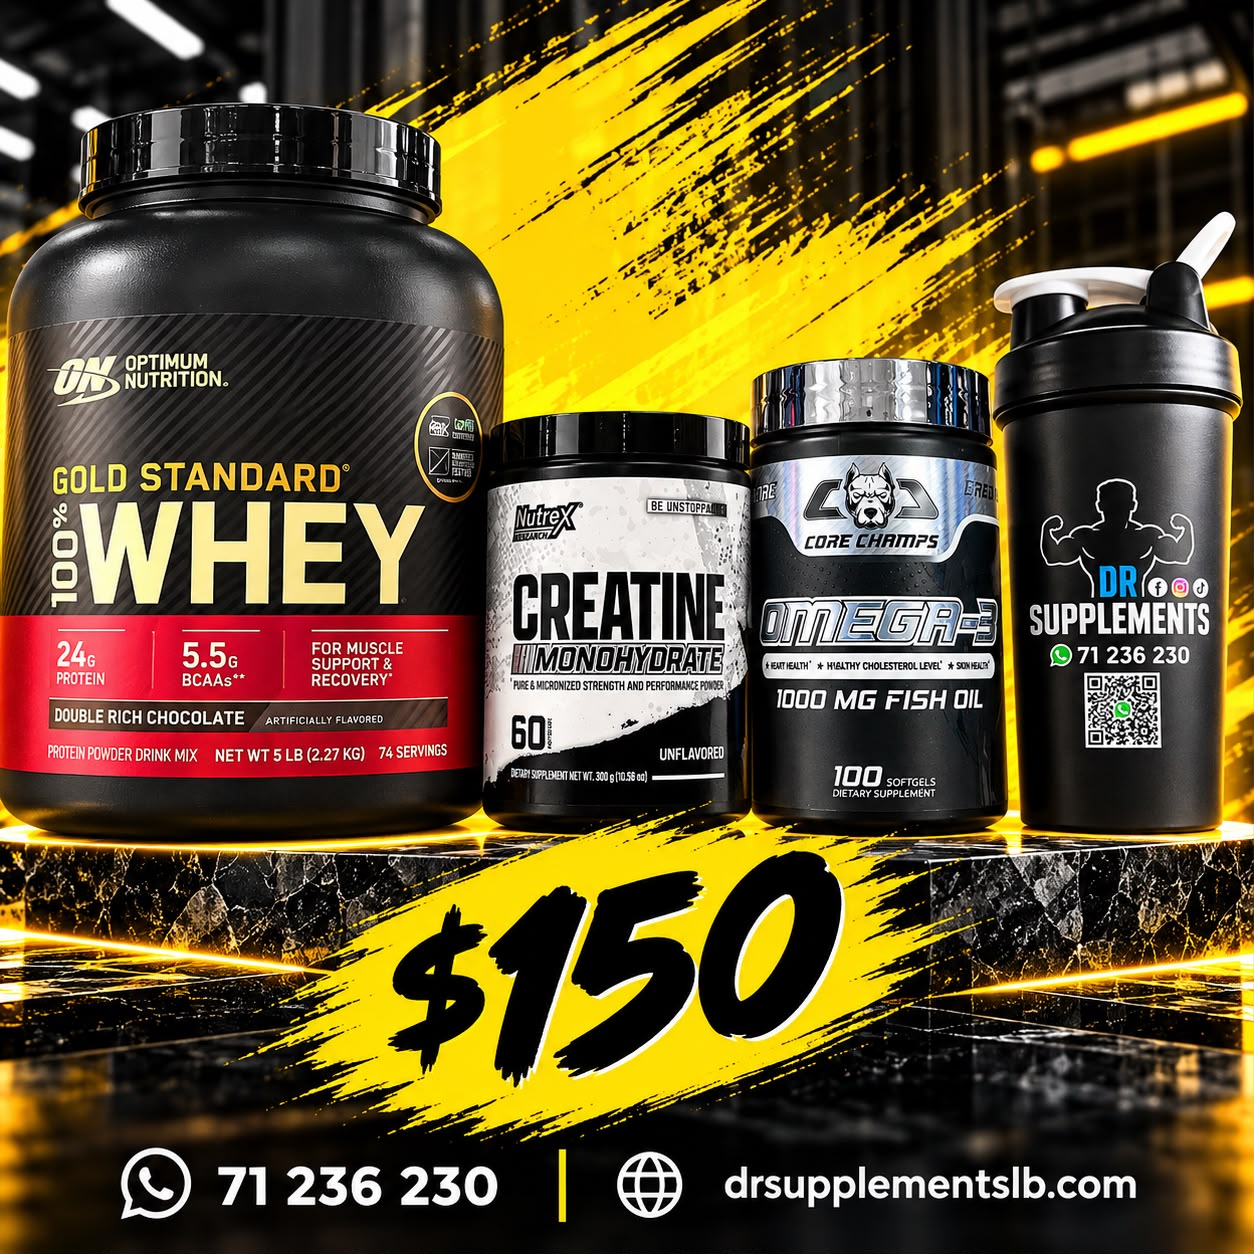 ON OPTIMUM
NUTRITION®
GOLD STANDARD®
100% WHEY
24G
PROTEIN
5.5G
BCAAs**
FOR MUSCLE
SUPPORT &
RECOVERY*
DOUBLE RICH CHOCOLATE ARTIFICIALLY FLAVORED
PROTEIN POWDER DRINK MIX NET WT 5 LB (2.27 KG) 74 SERVINGS
NutreX
RESEARCH
BE UNSTOPPA
CREATINE
MONOHYDRATE
PURE & MICRONIZED STRENGTH AND PERFORMANCE POWDER
60
UNFLAVORED
DIETARY SUPPLEMENT NET WT. 300 g (10.58 oz)
CORE CHAMPS
OMEGA-3
★ HEART HEALTH* ★ HEALTHY CHOLESTEROL LEVEL* ★ SKIN HEALTH*
1000 MG FISH OIL
100 SOFTGELS
DIETARY SUPPLEMENT
DR
SUPPLEMENTS
71 236 230
$150
71 236 230
drsupplementslb.com